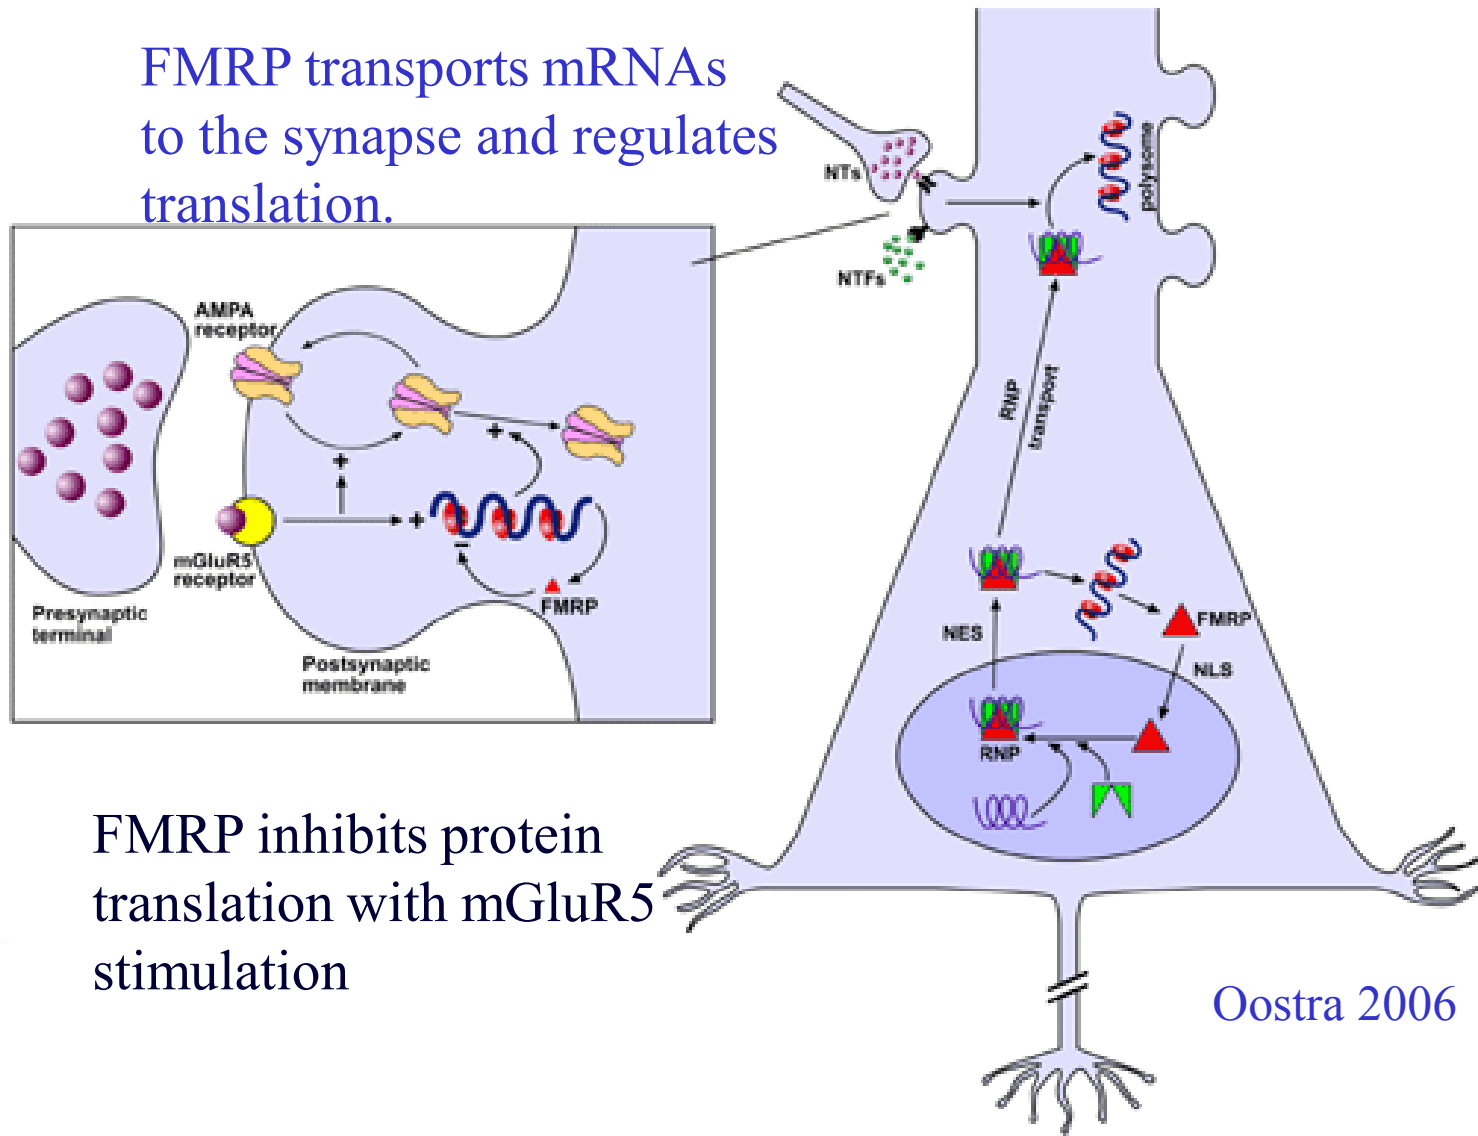 FMRP transports mRNAs
to the synapse and regulates
translation.
AMPA
receptor
+
+
+
–
mGluR5
receptor
FMRP
Presynaptic
terminal
Postsynaptic
membrane
NTs
NTFs
polysome
RNP
transport
NES
FMRP
NLS
RNP
FMRP inhibits protein
translation with mGluR5
stimulation
Oostra 2006